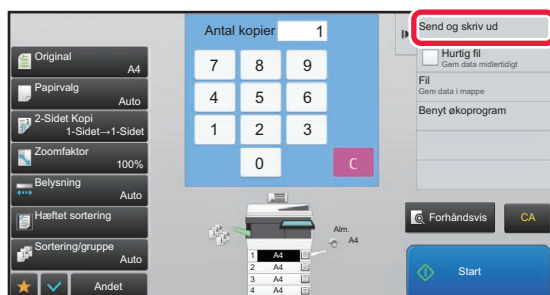 Original
A4
Papirvalg
Auto
2-Sidet Kopi
1-Sidet→1-Sidet
Zoomfaktor
100%
Belysning
Auto
Hæftet sortering
Sortering/gruppe
Auto
Andet
Antal kopier 1
7 8 9
4 5 6
1 2 3
0 C
Alm.
A4
1 A4
2 A4
3 A4
4 A4
Send og skriv ud
Hurtig fil
Gem data midlertidigt
Fil
Gem data i mappe
Benyt økoprogram
Forhåndsvis
CA
Start